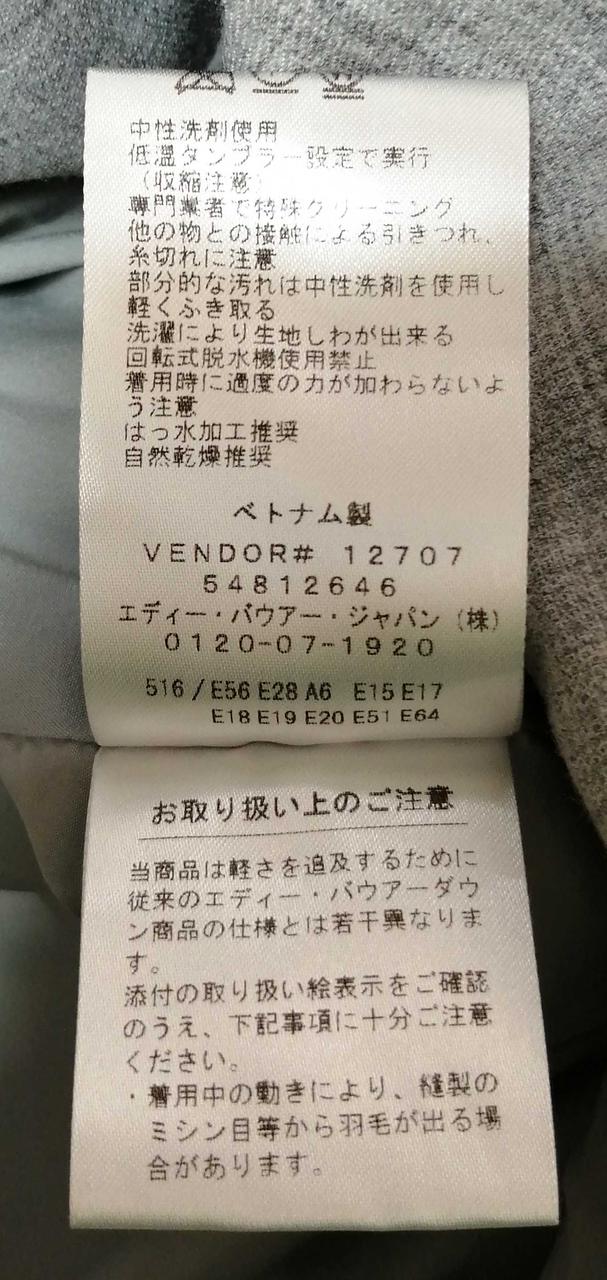 中性洗剤使用
低温タンブラー設定で実行
（収縮注意）
専門業者で特殊クリーニング
他の物との接触による引きつれ、
糸切れに注意
部分的な汚れは中性洗剤を使用し
軽くふき取る
洗濯により生地しわが出来る
回転式脱水機使用禁止
着用時に過度の力が加わらないよ
う注意
はっ水加工推奨
自然乾燥推奨
ベトナム製
VENDOR# 12707
54812646
エディー・バウアー・ジャパン（株）
0120-07-1920
516/E56 E28 A6 E15 E17
E18 E19 E20 E51 E64
お取り扱い上のご注意
当商品は軽さを追及するために
従来のエディー・バウアーダウ
ン商品の仕様とは若干異なりま
す。
添付の取り扱い絵表示をご確認
のうえ、下記事項に十分ご注意
ください。
・着用中の動きにより、縫製の
ミシン目等から羽毛が出る場
合があります。